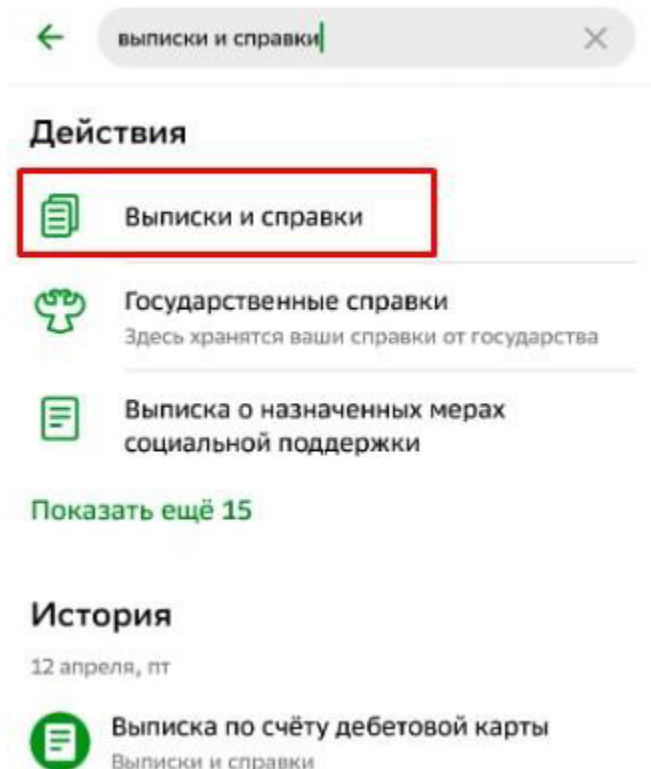 выписки и справки
Действия
Выписки и справки
Государственные справки
Здесь хранятся ваши справки от государства
Выписка о назначенных мерах
социальной поддержки
Показать ещё 15
История
12 апреля, пт
Выписка по счёту дебетовой карты
Выписки и справки